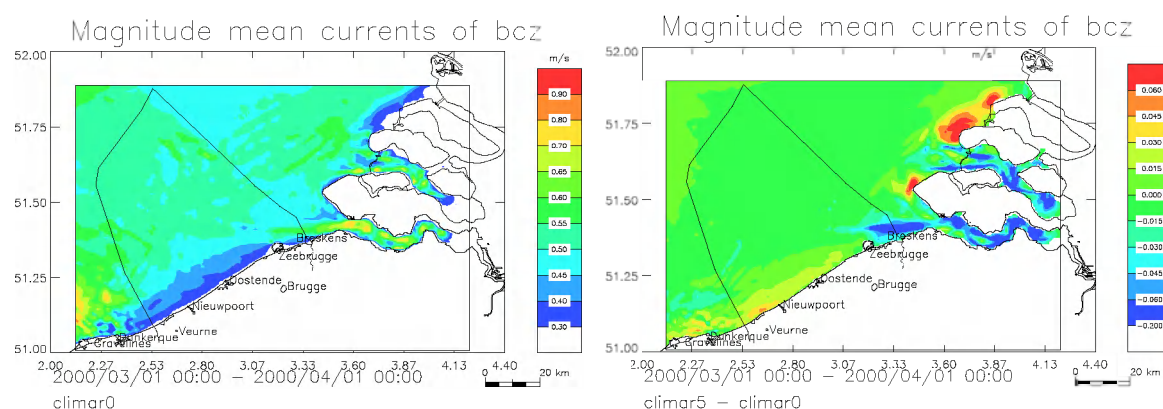 Magnitude mean currents of bcz
52.00
51.75
51.50
51.25
51.00
m/s
0.90
0.80
0.70
0.65
0.60
0.55
0.50
0.45
0.40
0.30
Breskens
Zeebrugge
Oostende
Brugge
Nieuwpoort
Veurne
Dunkerque
Gravelines
2.00 2.27 2.53 2.80 3.07 3.33 3.60 3.87 4.13 4.40
2000/03/01 00:00 - 2000/04/01 00:00
0 20 km
climar0
Magnitude mean currents of bcz
52.00
51.75
51.50
51.25
51.00
m/s
0.060
0.045
0.030
0.015
0.000
-0.015
-0.030
-0.045
-0.060
-0.200
Breskens
Zeebrugge
Oostende
Brugge
Nieuwpoort
Veurne
Dunkerque
Gravelines
2.00 2.27 2.53 2.80 3.07 3.33 3.60 3.87 4.13 4.40
2000/03/01 00:00 - 2000/04/01 00:00
0 20 km
climar5 - climar0